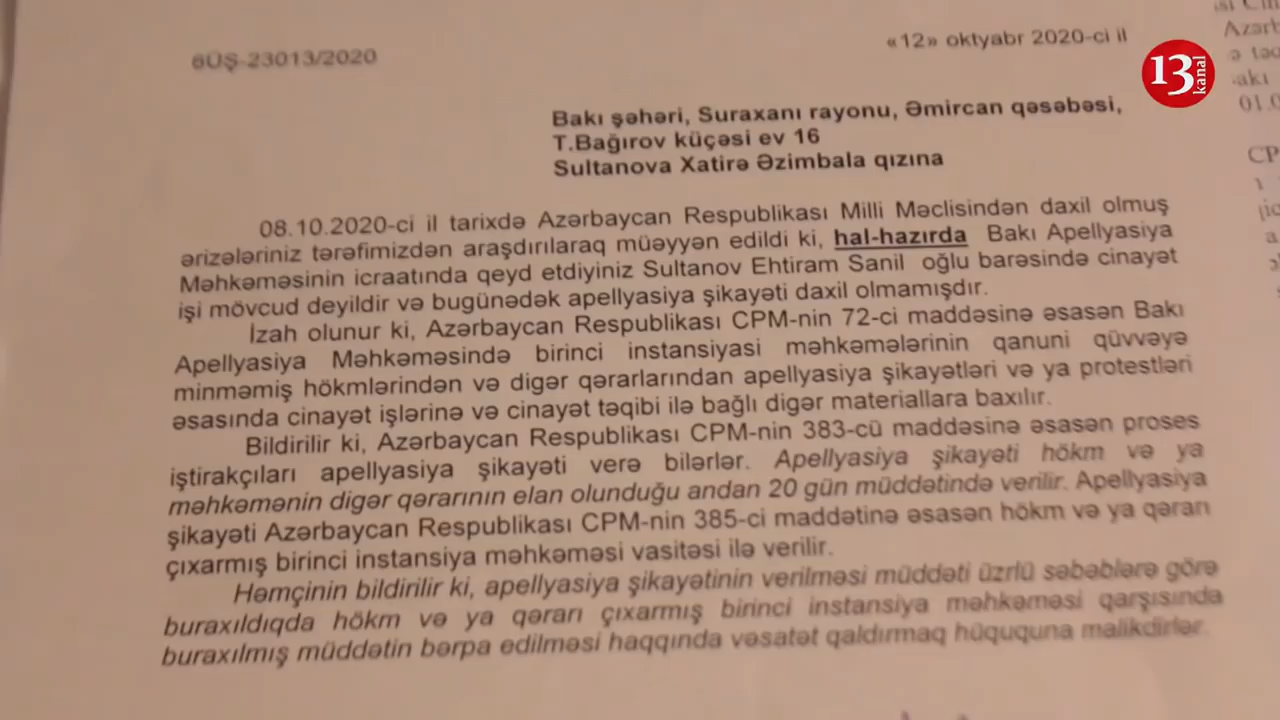 6ÜŞ-23013/2020
«12» oktyabr 2020-ci il
13
kanal
Bakı şəhəri, Suraxanı rayonu, Əmircan qəsəbəsi,
T.Bağırov küçəsi ev 16
Sultanova Xatirə Əzimbala qızına
08.10.2020-ci il tarixdə Azərbaycan Respublikası Milli Məclisindən daxil olmuş
ərizələriniz tərəfimizdən araşdırılaraq müəyyən edildi ki, hal-hazırda Bakı Apellyasiya
Məhkəməsinin icraatında qeyd etdiyiniz Sultanov Ehtiram Sanil oğlu barəsində cinayət
işi mövcud deyildir və bugünədək apellyasiya şikayəti daxil olmamışdır.
İzah olunur ki, Azərbaycan Respublikası CPM-nin 72-ci maddəsinə əsasən Bakı
Apellyasiya Məhkəməsində birinci instansiyasi məhkəmələrinin qanuni qüvvəyə
minməmiş hökmlərindən və digər qərarlarından apellyasiya şikayətləri və ya protestləri
əsasında cinayət işlərinə və cinayət təqibi ilə bağlı digər materiallara baxılır.
Bildirilir ki, Azərbaycan Respublikası CPM-nin 383-cü maddəsinə əsasən proses
iştirakçıları apellyasiya şikayəti verə bilərlər. Apellyasiya şikayəti hökm və ya
məhkəmənin digər qərarının elan olunduğu andan 20 gün müddətində verilir. Apellyasiya
şikayəti Azərbaycan Respublikası CPM-nin 385-ci maddətinə əsasən hökm və ya qərarı
çıxarmış birinci instansiya məhkəməsi vasitəsi ilə verilir.
Həmçinin bildirilir ki, apellyasiya şikayətinin verilməsi müddəti üzrlü səbəblərə görə
buraxıldıqda hökm və ya qərarı çıxarmış birinci instansiya məhkəməsi qarşısında
buraxılmış müddətin bərpa edilməsi haqqında vəsatət qaldırmaq hüququna malikdirlər.
01.0
CP